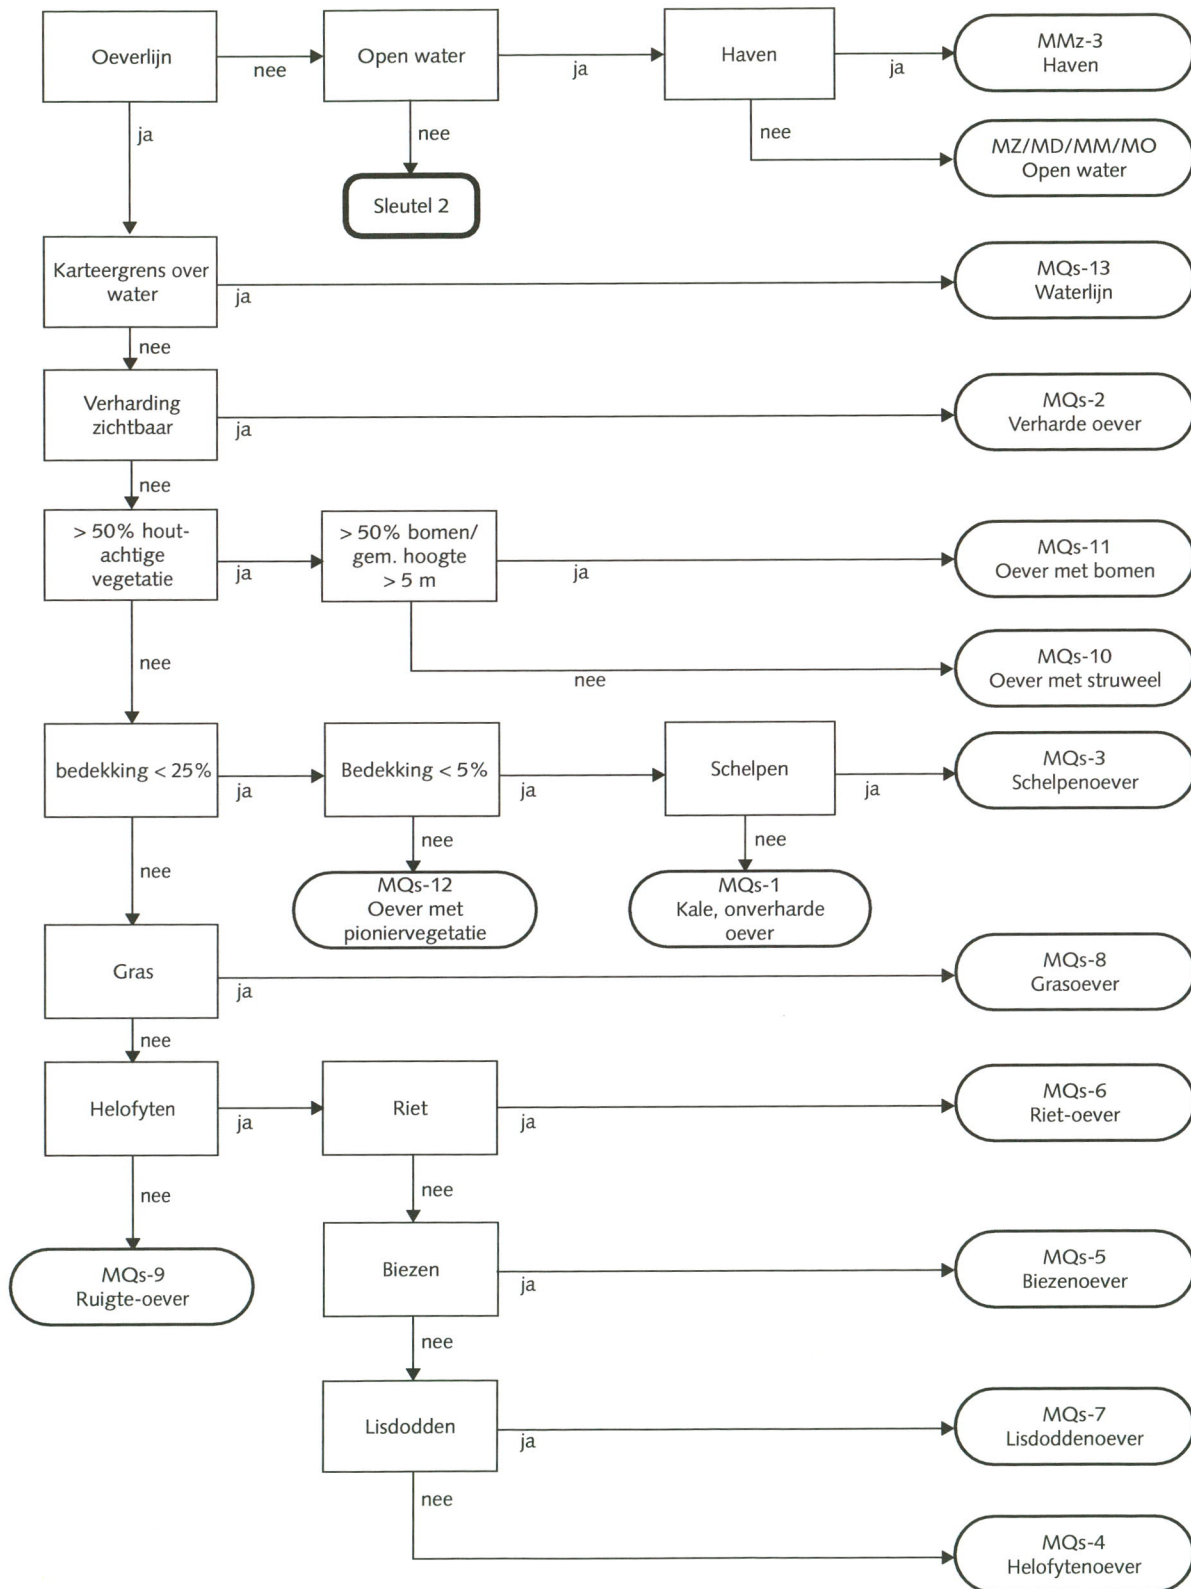 Oeverlijn
nee
Open water
ja
Haven
ja
MMz-3
Haven
ja
nee
Sleutel 2
nee
MZ/MD/MM/MO
Open water
Karteergrens over
water
ja
MQs-13
Waterlijn
nee
Verharding
zichtbaar
ja
MQs-2
Verharde oever
nee
> 50% hout-
achtige
vegetatie
ja
> 50% bomen/
gem. hoogte
> 5 m
ja
MQs-11
Oever met bomen
nee
nee
MQs-10
Oever met struweel
bedekking < 25%
ja
Bedekking < 5%
ja
Schelpen
ja
MQs-3
Schelpenoever
nee
nee
MQs-12
Oever met
pioniervegetatie
nee
MQs-1
Kale, onverharde
oever
Gras
ja
MQs-8
Grasoever
nee
Helofyten
ja
Riet
ja
MQs-6
Riet-oever
nee
MQs-9
Ruigte-oever
nee
Biezen
ja
MQs-5
Biezenoever
nee
Lisdodden
ja
MQs-7
Lisdoddenoever
nee
MQs-4
Helofytenoever